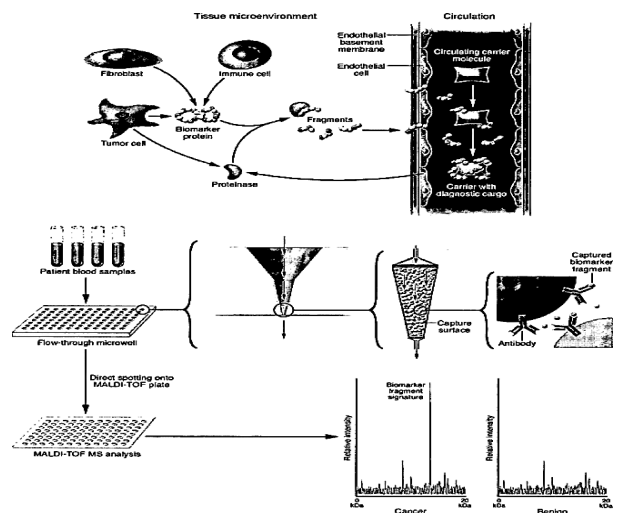 Tissue microenvironment
Circulation
Fibroblast
Immune cell
Tumor cell
Biomarker
protein
Fragments
Proteinase
Endothelial
basement
membrane
Endothelial
cell
Circulating carrier
molecule
Carrier with
diagnostic cargo
Patient blood samples
Flow-through microwell
Capture
surface
Captured
biomarker
fragment
Antibody
Direct spotting onto
MALDI-TOF plate
MALDI-TOF MS analysis
Relative intensity
Biomarker
fragment
signature
0
kDa
20
kDa
Cancer
Relative intensity
0
kDa
20
kDa
Benign